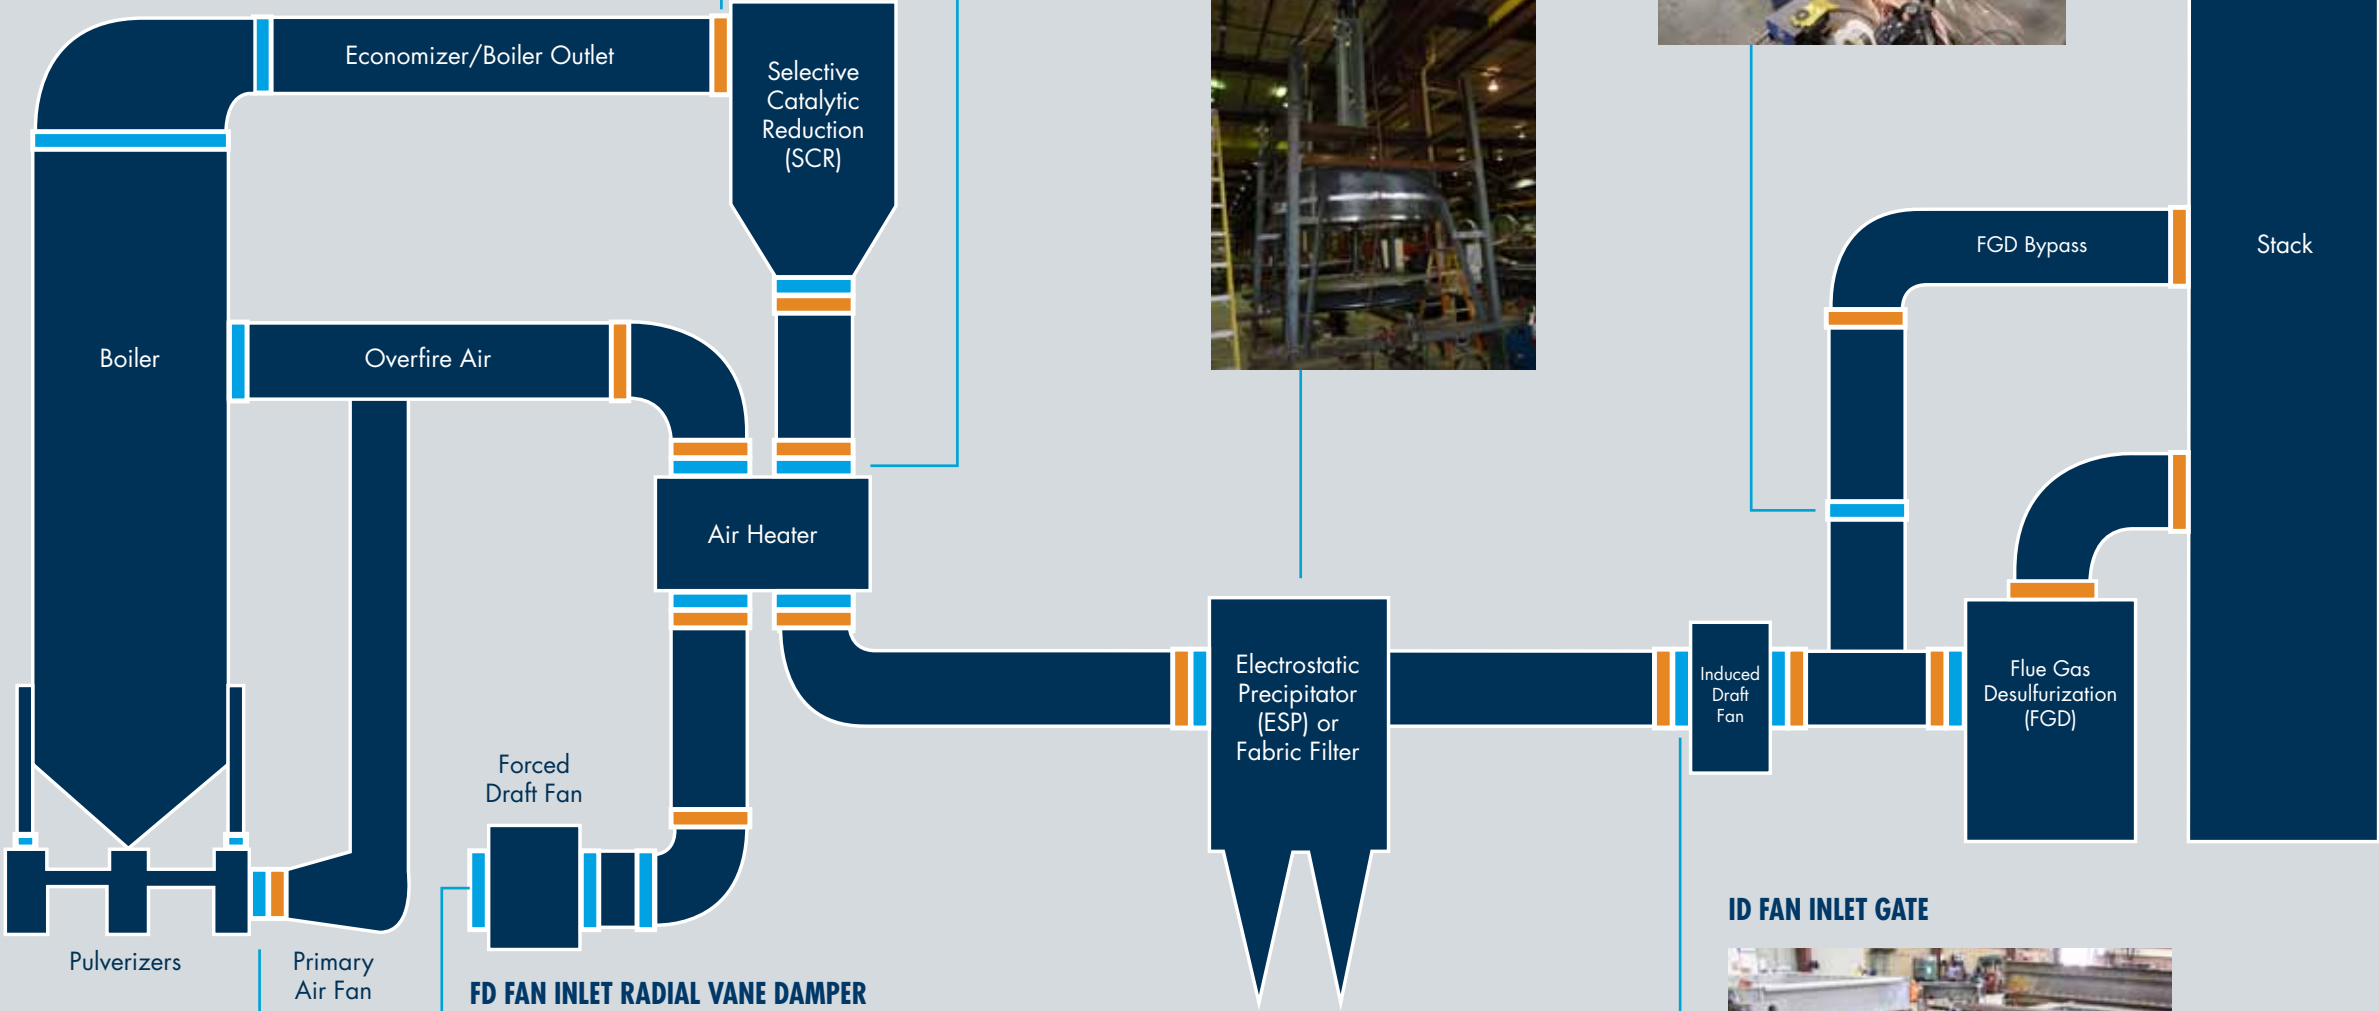 Economizer/Boiler Outlet
Selective
Catalytic
Reduction
(SCR)
FGD Bypass
Stack
Boiler
Overfire Air
Air Heater
Electrostatic
Precipitator
(ESP) or
Fabric Filter
Induced
Draft
Fan
Flue Gas
Desulfurization
(FGD)
Forced
Draft Fan
ID FAN INLET GATE
Pulverizers
Primary
Air Fan
FD FAN INLET RADIAL VANE DAMPER